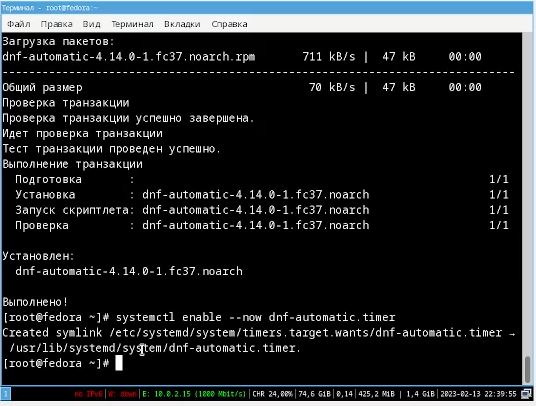 Терминал - root@fedora:~
Файл Правка Вид Терминал Вкладки Справка
Загрузка пакетов:
dnf-automatic-4.14.0-1.fc37.noarch.rpm 711 kB/s | 47 kB 00:00
--------------------------------------------------------------------------------
Общий размер 70 kB/s | 47 kB 00:00
Проверка транзакции
Проверка транзакции успешно завершена.
Идет проверка транзакции
Тест транзакции проведен успешно.
Выполнение транзакции
Подготовка : 1/1
Установка : dnf-automatic-4.14.0-1.fc37.noarch 1/1
Запуск скриптлета: dnf-automatic-4.14.0-1.fc37.noarch 1/1
Проверка : dnf-automatic-4.14.0-1.fc37.noarch 1/1
Установлен:
dnf-automatic-4.14.0-1.fc37.noarch
Выполнено!
[root@fedora ~]# systemctl enable --now dnf-automatic.timer
Created symlink /etc/systemd/system/timers.target.wants/dnf-automatic.timer →
/usr/lib/systemd/system/dnf-automatic.timer.
[root@fedora ~]#
1 no IPv6 | W: down | E: 10.0.2.15 (1000 Mbit/s) | CHR 24,00% | 74,6 GiB | 0,14 | 425,2 MiB | 1,4 GiB | 2023-02-13 22:39:55